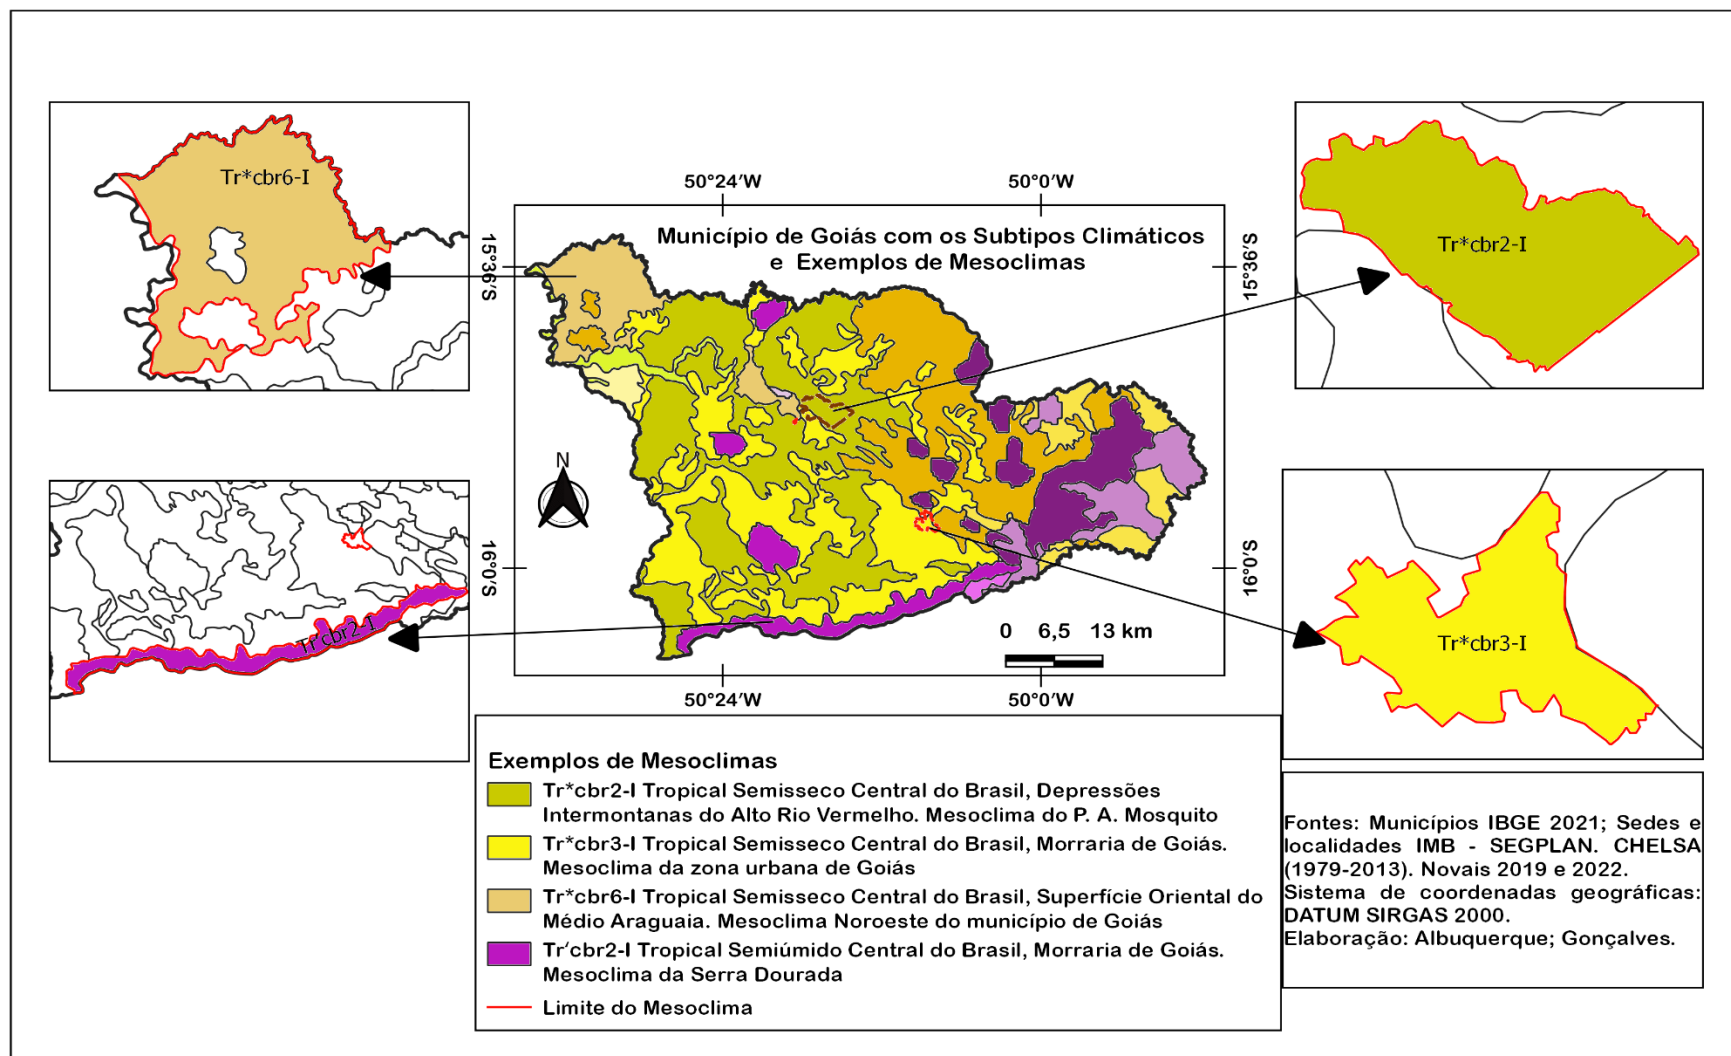 Município de Goiás com os Subtipos Climáticos
e Exemplos de Mesoclimas
50°24'W
50°0'W
15°36'S
15°36'S
16°0'S
16°0'S
50°24'W
50°0'W
N
0 6,5 13 km
Tr*cbr6-I
Tr*cbr2-I
Tr'cbr2-I
Tr*cbr3-I
Exemplos de Mesoclimas
Tr*cbr2-I Tropical Semisseco Central do Brasil, Depressões
Intermontanas do Alto Rio Vermelho. Mesoclima do P. A. Mosquito
Tr*cbr3-I Tropical Semisseco Central do Brasil, Morraria de Goiás.
Mesoclima da zona urbana de Goiás
Tr*cbr6-I Tropical Semisseco Central do Brasil, Superfície Oriental do
Médio Araguaia. Mesoclima Noroeste do município de Goiás
Tr‘cbr2-I Tropical Semiúmido Central do Brasil, Morraria de Goiás.
Mesoclima da Serra Dourada
Limite do Mesoclima
Fontes: Municípios IBGE 2021; Sedes e
localidades IMB - SEGPLAN. CHELSA
(1979-2013). Novais 2019 e 2022.
Sistema de coordenadas geográficas:
DATUM SIRGAS 2000.
Elaboração: Albuquerque; Gonçalves.